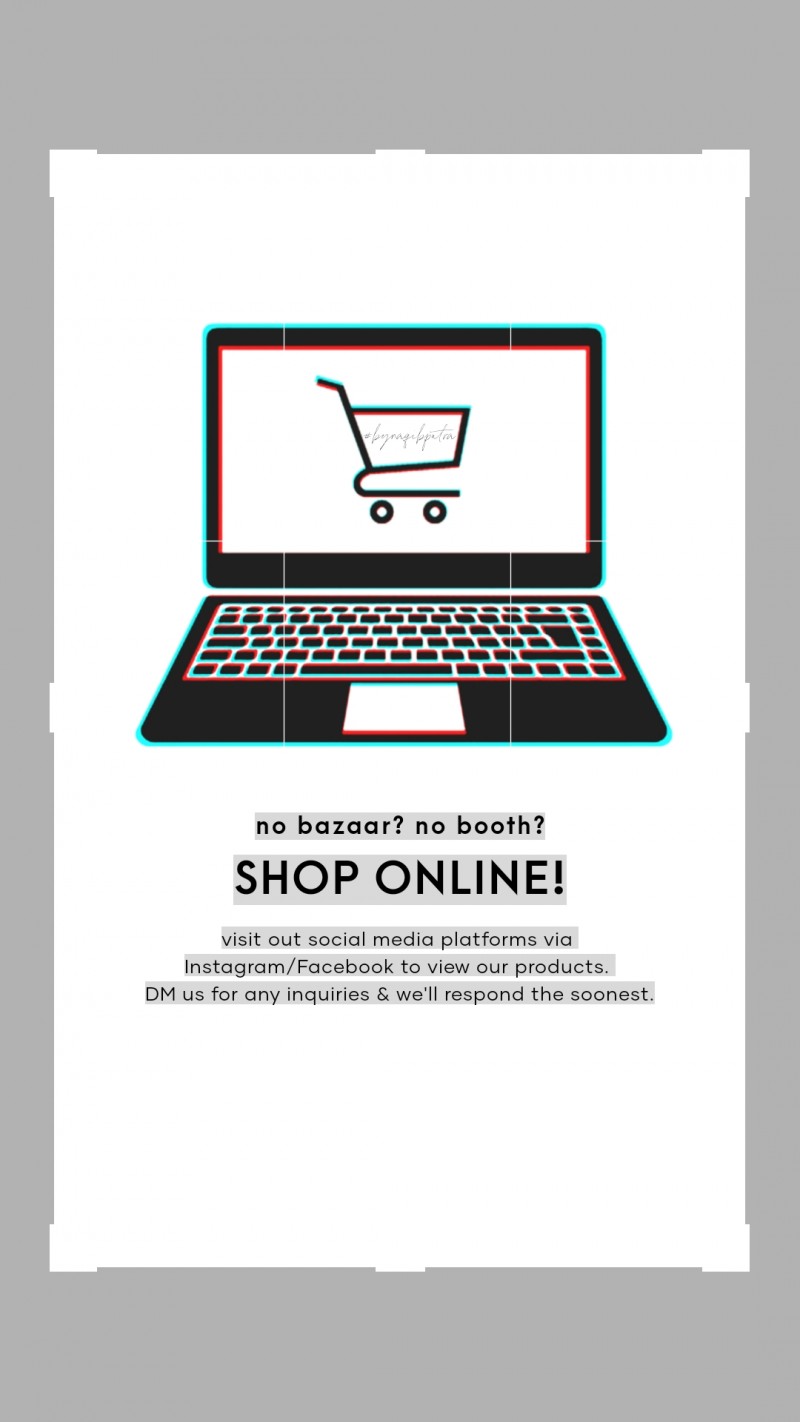 no bazaar? no booth?
SHOP ONLINE!
visit out social media platforms via
Instagram/Facebook to view our products.
DM us for any inquiries & we'll respond the soonest.